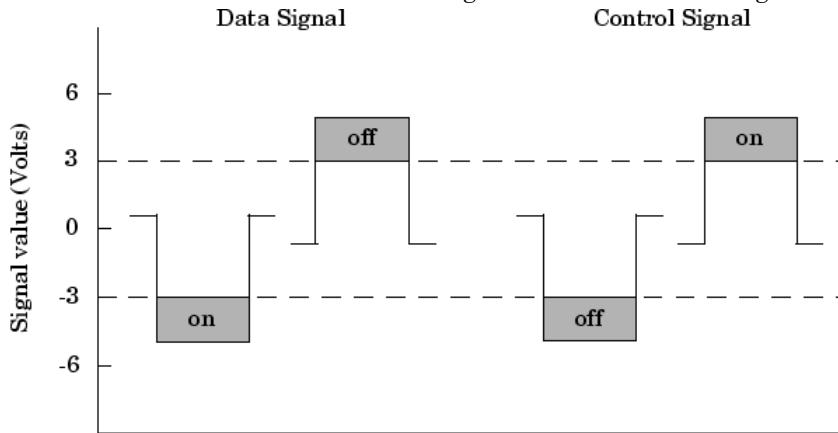 Data Signal
Control Signal
Signal value (Volts)
6
3
0
-3
-6
on
off
off
on